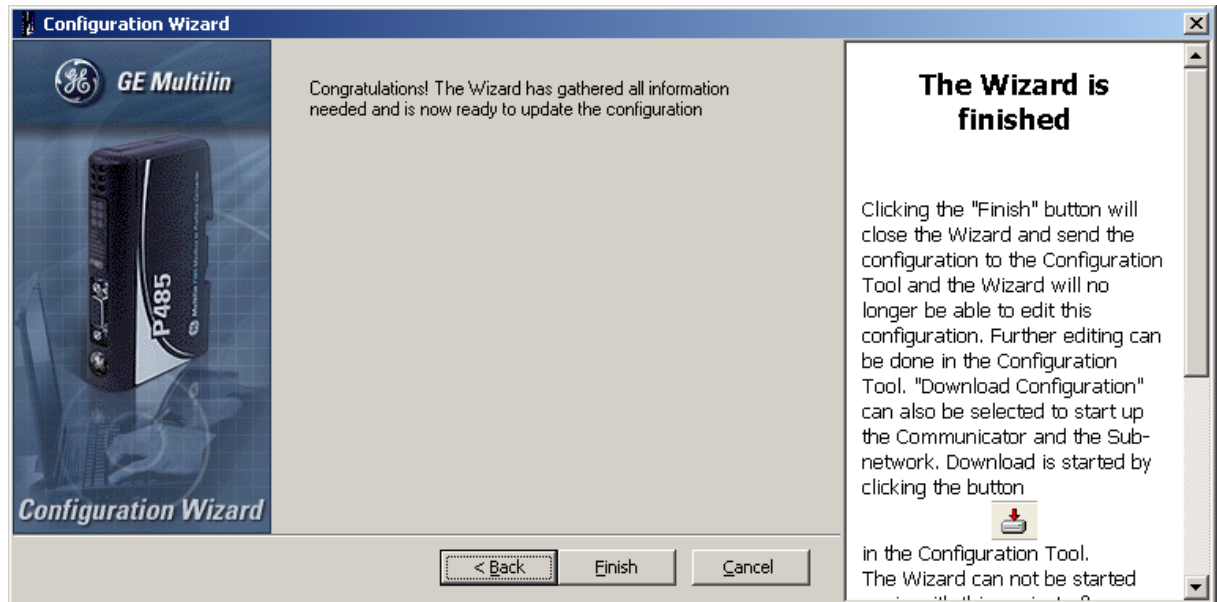 Configuration Wizard
GE Multilin
P485
Configuration Wizard
Congratulations! The Wizard has gathered all information
needed and is now ready to update the configuration
< Back
Finish
Cancel
The Wizard is
finished
Clicking the "Finish" button will
close the Wizard and send the
configuration to the Configuration
Tool and the Wizard will no
longer be able to edit this
configuration. Further editing can
be done in the Configuration
Tool. "Download Configuration"
can also be selected to start up
the Communicator and the Sub-
network. Download is started by
clicking the button
in the Configuration Tool.
The Wizard can not be started